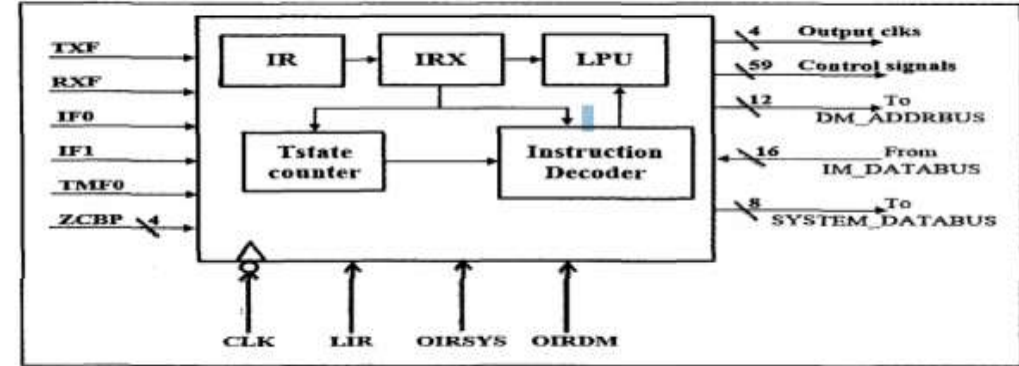 TXF
RXF
IF0
IF1
TMF0
ZCBP 4
IR
IRX
LPU
Tstate
counter
Instruction
Decoder
4 Output clks
59 Control signals
12 To
DM_ADDRBUS
16 From
IM_DATABUS
8 To
SYSTEM_DATABUS
CLK LIR OIRSYS OIRDM